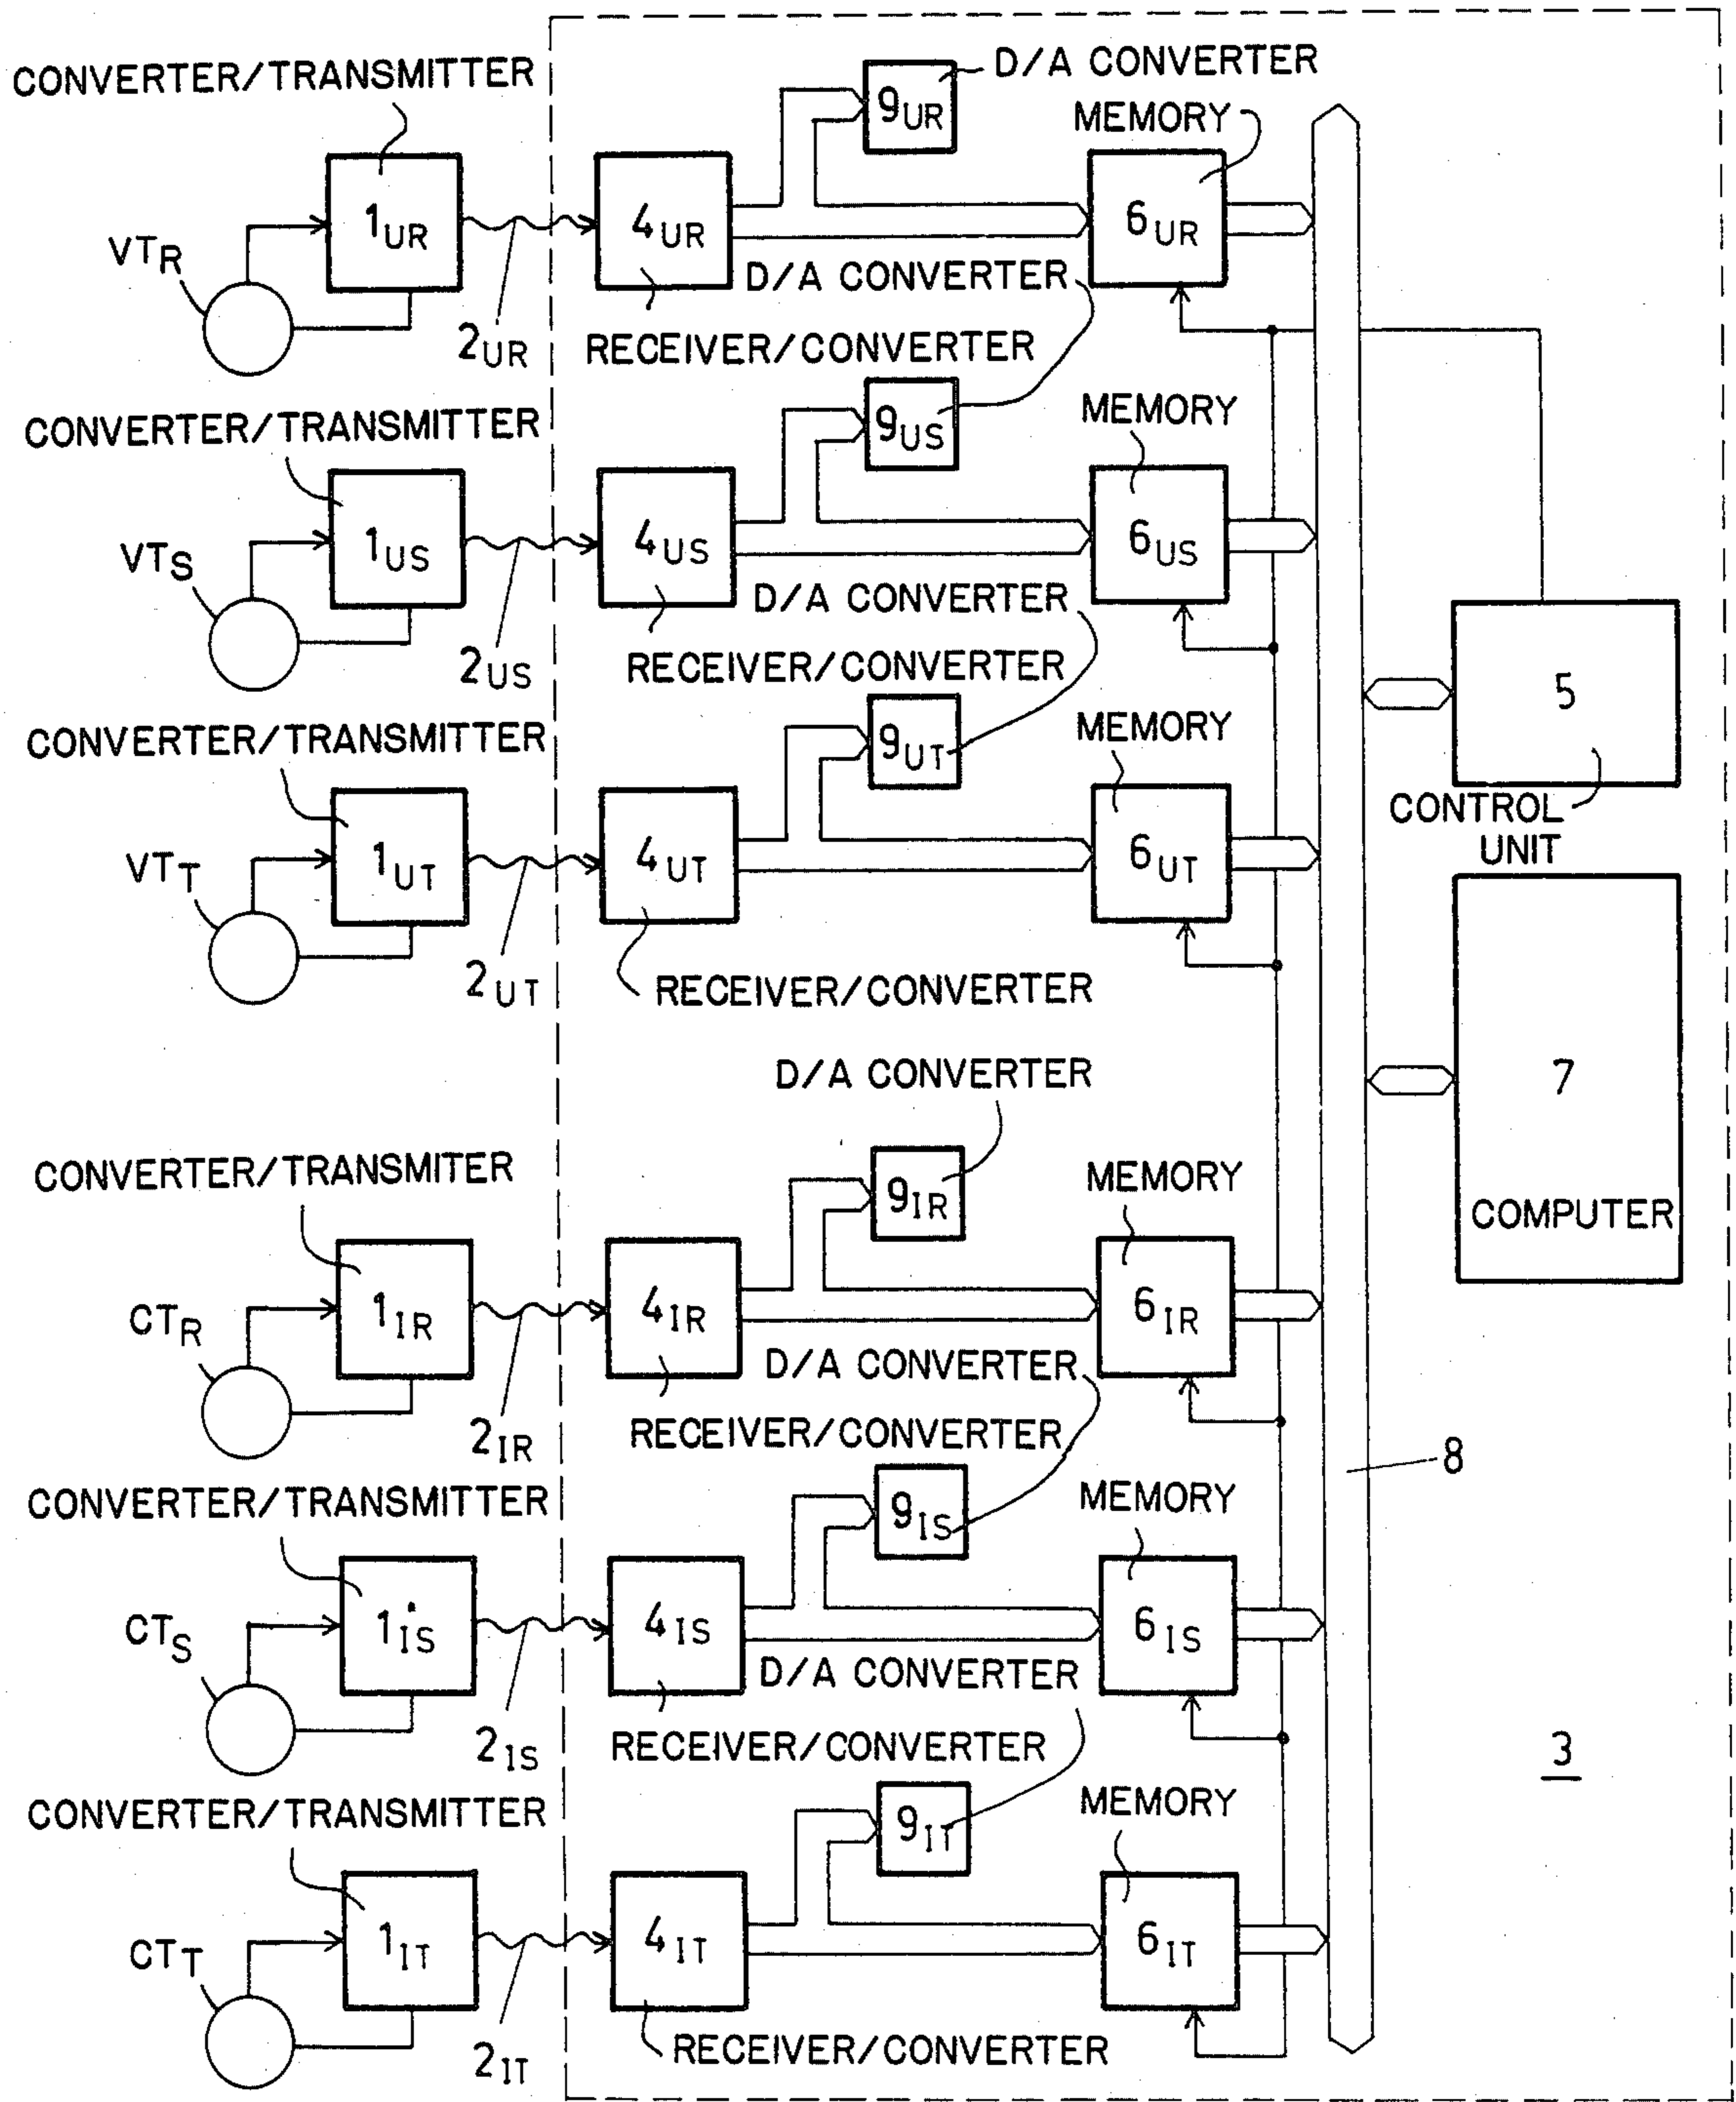 D/A CONVERTER
CONVERTER/TRANSMITTER
9UR
MEMORY
1UR
4UR
6UR
VTR
D/A CONVERTER
2UR
RECEIVER/CONVERTER
CONVERTER/TRANSMITTER
9US
MEMORY
1US
4US
6US
VTS
D/A CONVERTER
2US
RECEIVER/CONVERTER
5
CONTROL
UNIT
CONVERTER/TRANSMITTER
9UT
MEMORY
1UT
4UT
6UT
VTT
2UT
RECEIVER/CONVERTER
D/A CONVERTER
7
COMPUTER
CONVERTER/TRANSMITER
9IR
MEMORY
1IR
4IR
6IR
CTR
D/A CONVERTER
2IR
RECEIVER/CONVERTER
8
CONVERTER/TRANSMITTER
9IS
MEMORY
1IS
4IS
6IS
CTS
D/A CONVERTER
2IS
RECEIVER/CONVERTER
3
CONVERTER/TRANSMITTER
9IT
MEMORY
1IT
4IT
6IT
CTT
2IT
RECEIVER/CONVERTER